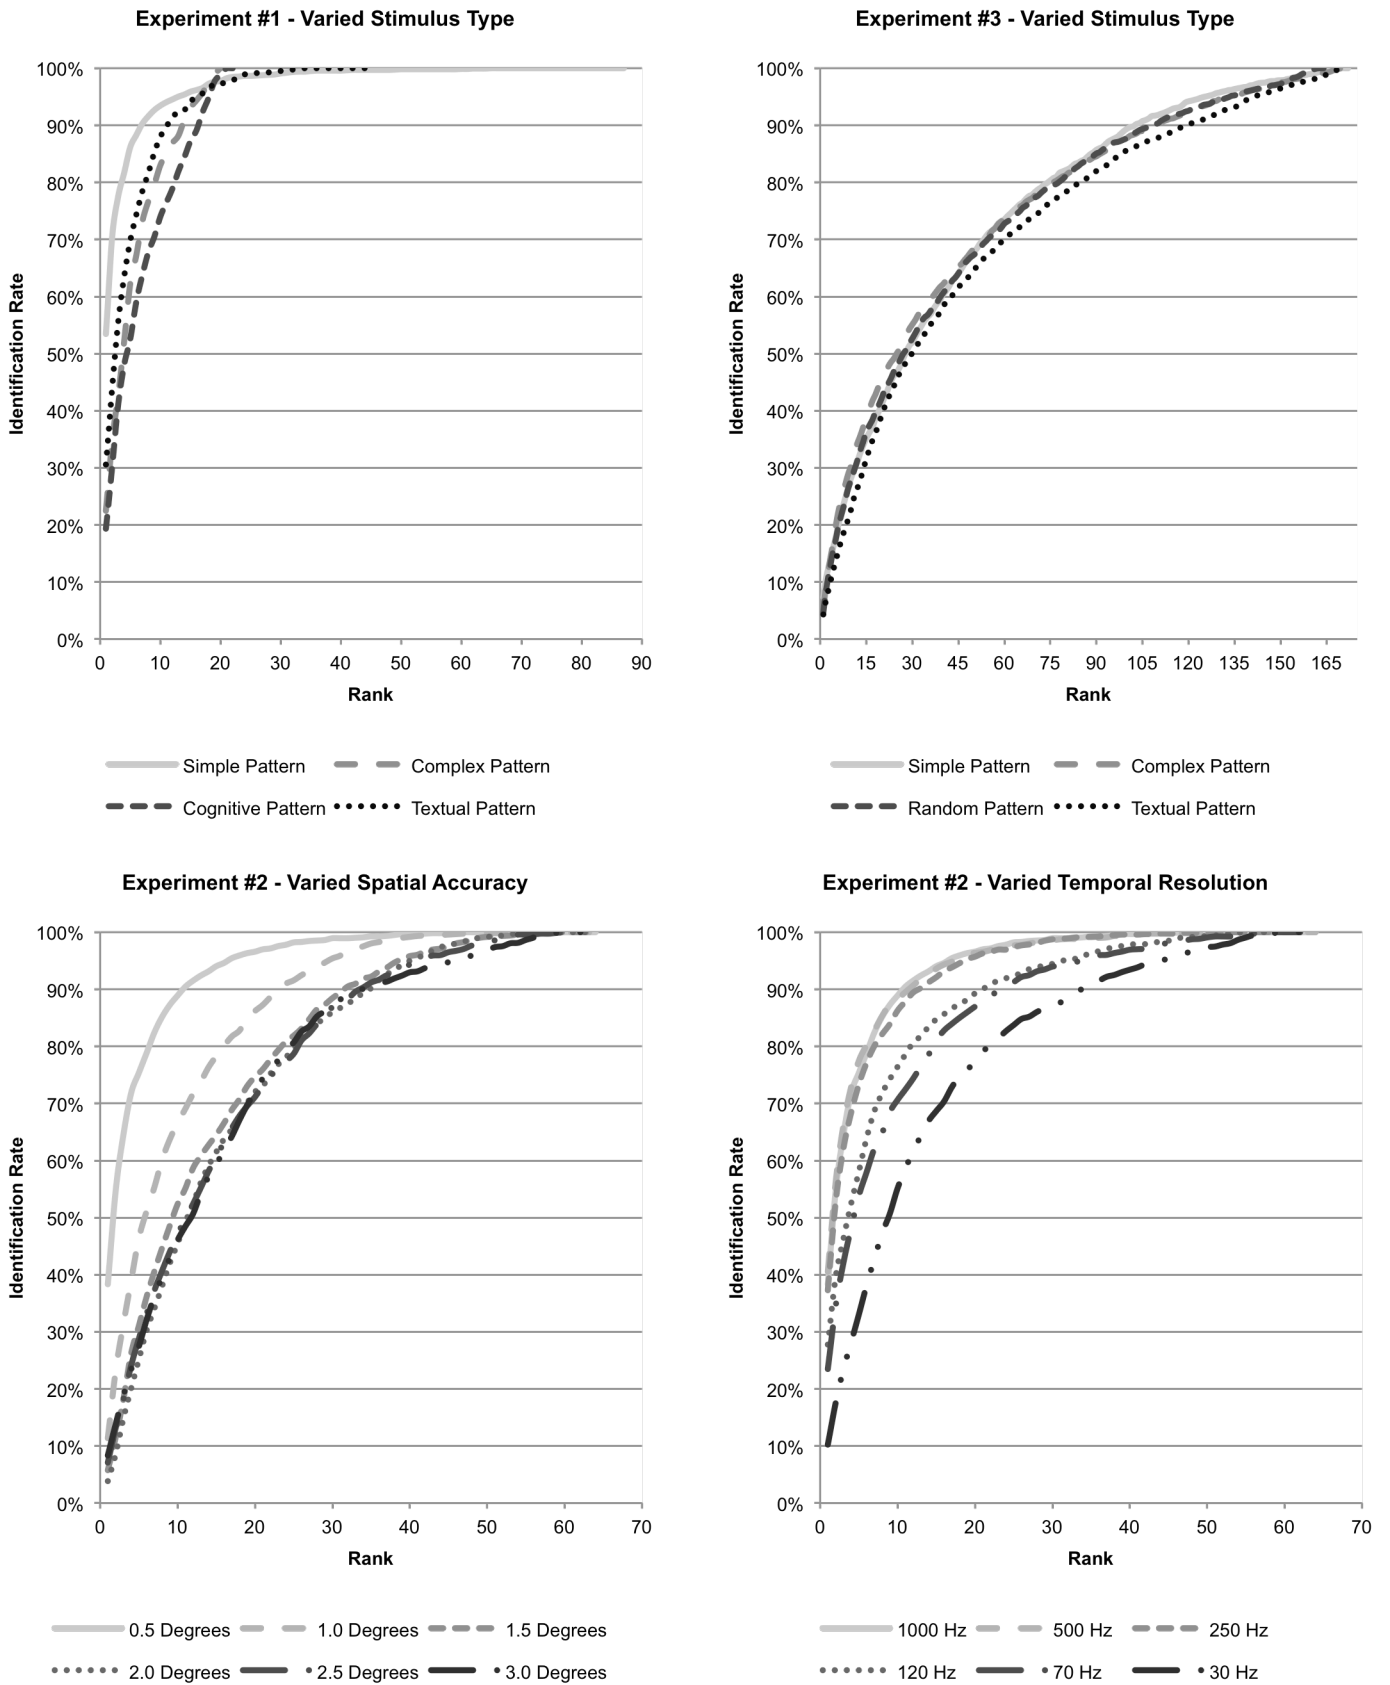 Experiment #1 - Varied Stimulus Type
100%
90%
80%
70%
60%
50%
40%
30%
20%
10%
0%
Identification Rate
0 10 20 30 40 50 60 70 80 90
Rank
Simple Pattern Complex Pattern
Cognitive Pattern Textual Pattern
Experiment #3 - Varied Stimulus Type
100%
90%
80%
70%
60%
50%
40%
30%
20%
10%
0%
Identification Rate
0 15 30 45 60 75 90 105 120 135 150 165
Rank
Simple Pattern Complex Pattern
Random Pattern Textual Pattern
Experiment #2 - Varied Spatial Accuracy
100%
90%
80%
70%
60%
50%
40%
30%
20%
10%
0%
Identification Rate
0 10 20 30 40 50 60 70
Rank
0.5 Degrees 1.0 Degrees 1.5 Degrees
2.0 Degrees 2.5 Degrees 3.0 Degrees
Experiment #2 - Varied Temporal Resolution
100%
90%
80%
70%
60%
50%
40%
30%
20%
10%
0%
Identification Rate
0 10 20 30 40 50 60 70
Rank
1000 Hz 500 Hz 250 Hz
120 Hz 70 Hz 30 Hz